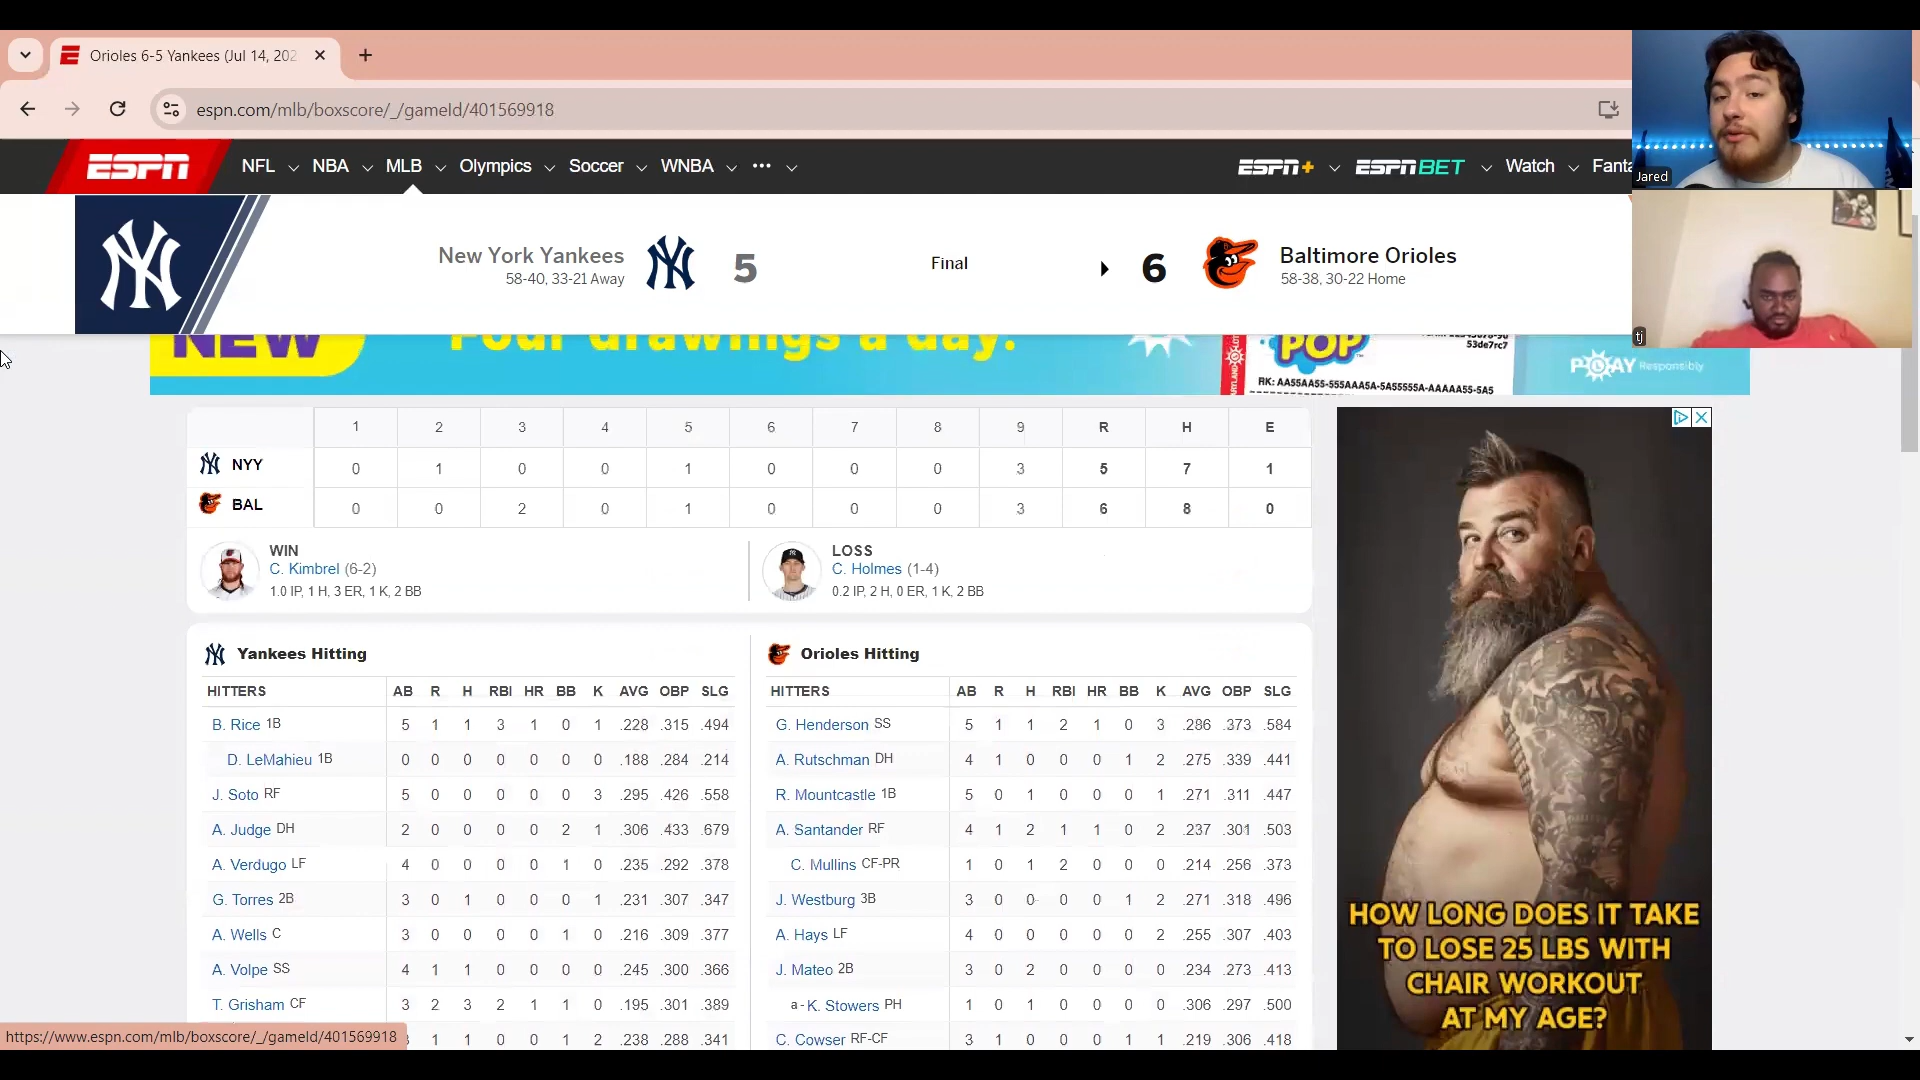 Orioles 6-5 Yankees (Jul 14, 202
espn.com/mlb/boxscore/_/gameId/401569918
ESPN NFL NBA MLB Olympics Soccer WNBA ESPN+ ESPN BET Watch Fanta
Jared
New York Yankees
58-40, 33-21 Away
5
Final
6
Baltimore Orioles
58-38, 30-22 Home
tj
NEW
Four drawings a day.
POP
53de7rc7
RK: AA55AA55-555AAA5A-5A55555A-AAAAA55-5A5
PLAY Responsibly
1 2 3 4 5 6 7 8 9 R H E
NYY 0 1 0 0 1 0 0 0 3 5 7 1
BAL 0 0 2 0 1 0 0 0 3 6 8 0
WIN
C. Kimbrel (6-2)
1.0 IP, 1 H, 3 ER, 1 K, 2 BB
LOSS
C. Holmes (1-4)
0.2 IP, 2 H, 0 ER, 1 K, 2 BB
Yankees Hitting
HITTERS AB R H RBI HR BB K AVG OBP SLG
B. Rice 1B 5 1 1 3 1 0 1 .228 .315 .494
D. LeMahieu 1B 0 0 0 0 0 0 0 .188 .284 .214
J. Soto RF 5 0 0 0 0 0 3 .295 .426 .558
A. Judge DH 2 0 0 0 0 2 1 .306 .433 .679
A. Verdugo LF 4 0 0 0 0 1 0 .235 .292 .378
G. Torres 2B 3 0 1 0 0 0 1 .231 .307 .347
A. Wells C 3 0 0 0 0 1 0 .216 .309 .377
A. Volpe SS 4 1 1 0 0 0 0 .245 .300 .366
T. Grisham CF 3 2 3 2 1 1 0 .195 .301 .389
1 1 0 0 1 2 .238 .288 .341
Orioles Hitting
HITTERS AB R H RBI HR BB K AVG OBP SLG
G. Henderson SS 5 1 1 2 1 0 3 .286 .373 .584
A. Rutschman DH 4 1 0 0 0 1 2 .275 .339 .441
R. Mountcastle 1B 5 0 1 0 0 0 1 .271 .311 .447
A. Santander RF 4 1 2 1 1 0 2 .237 .301 .503
C. Mullins CF-PR 1 0 1 2 0 0 0 .214 .256 .373
J. Westburg 3B 3 0 0 0 0 1 2 .271 .318 .496
A. Hays LF 4 0 0 0 0 0 2 .255 .307 .403
J. Mateo 2B 3 0 2 0 0 0 0 .234 .273 .413
a - K. Stowers PH 1 0 1 0 0 0 0 .306 .297 .500
C. Cowser RF-CF 3 1 0 0 0 1 1 .219 .306 .418
HOW LONG DOES IT TAKE
TO LOSE 25 LBS WITH
CHAIR WORKOUT
AT MY AGE?
https://www.espn.com/mlb/boxscore/_/gameId/401569918